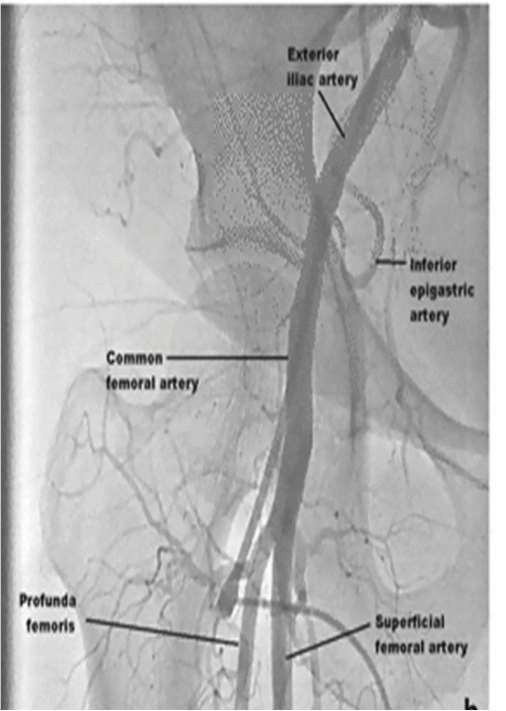 Exterior
iliac artery
Inferior
epigastric
artery
Common
femoral artery
Profunda
femoris
Superficial
femoral artery
b